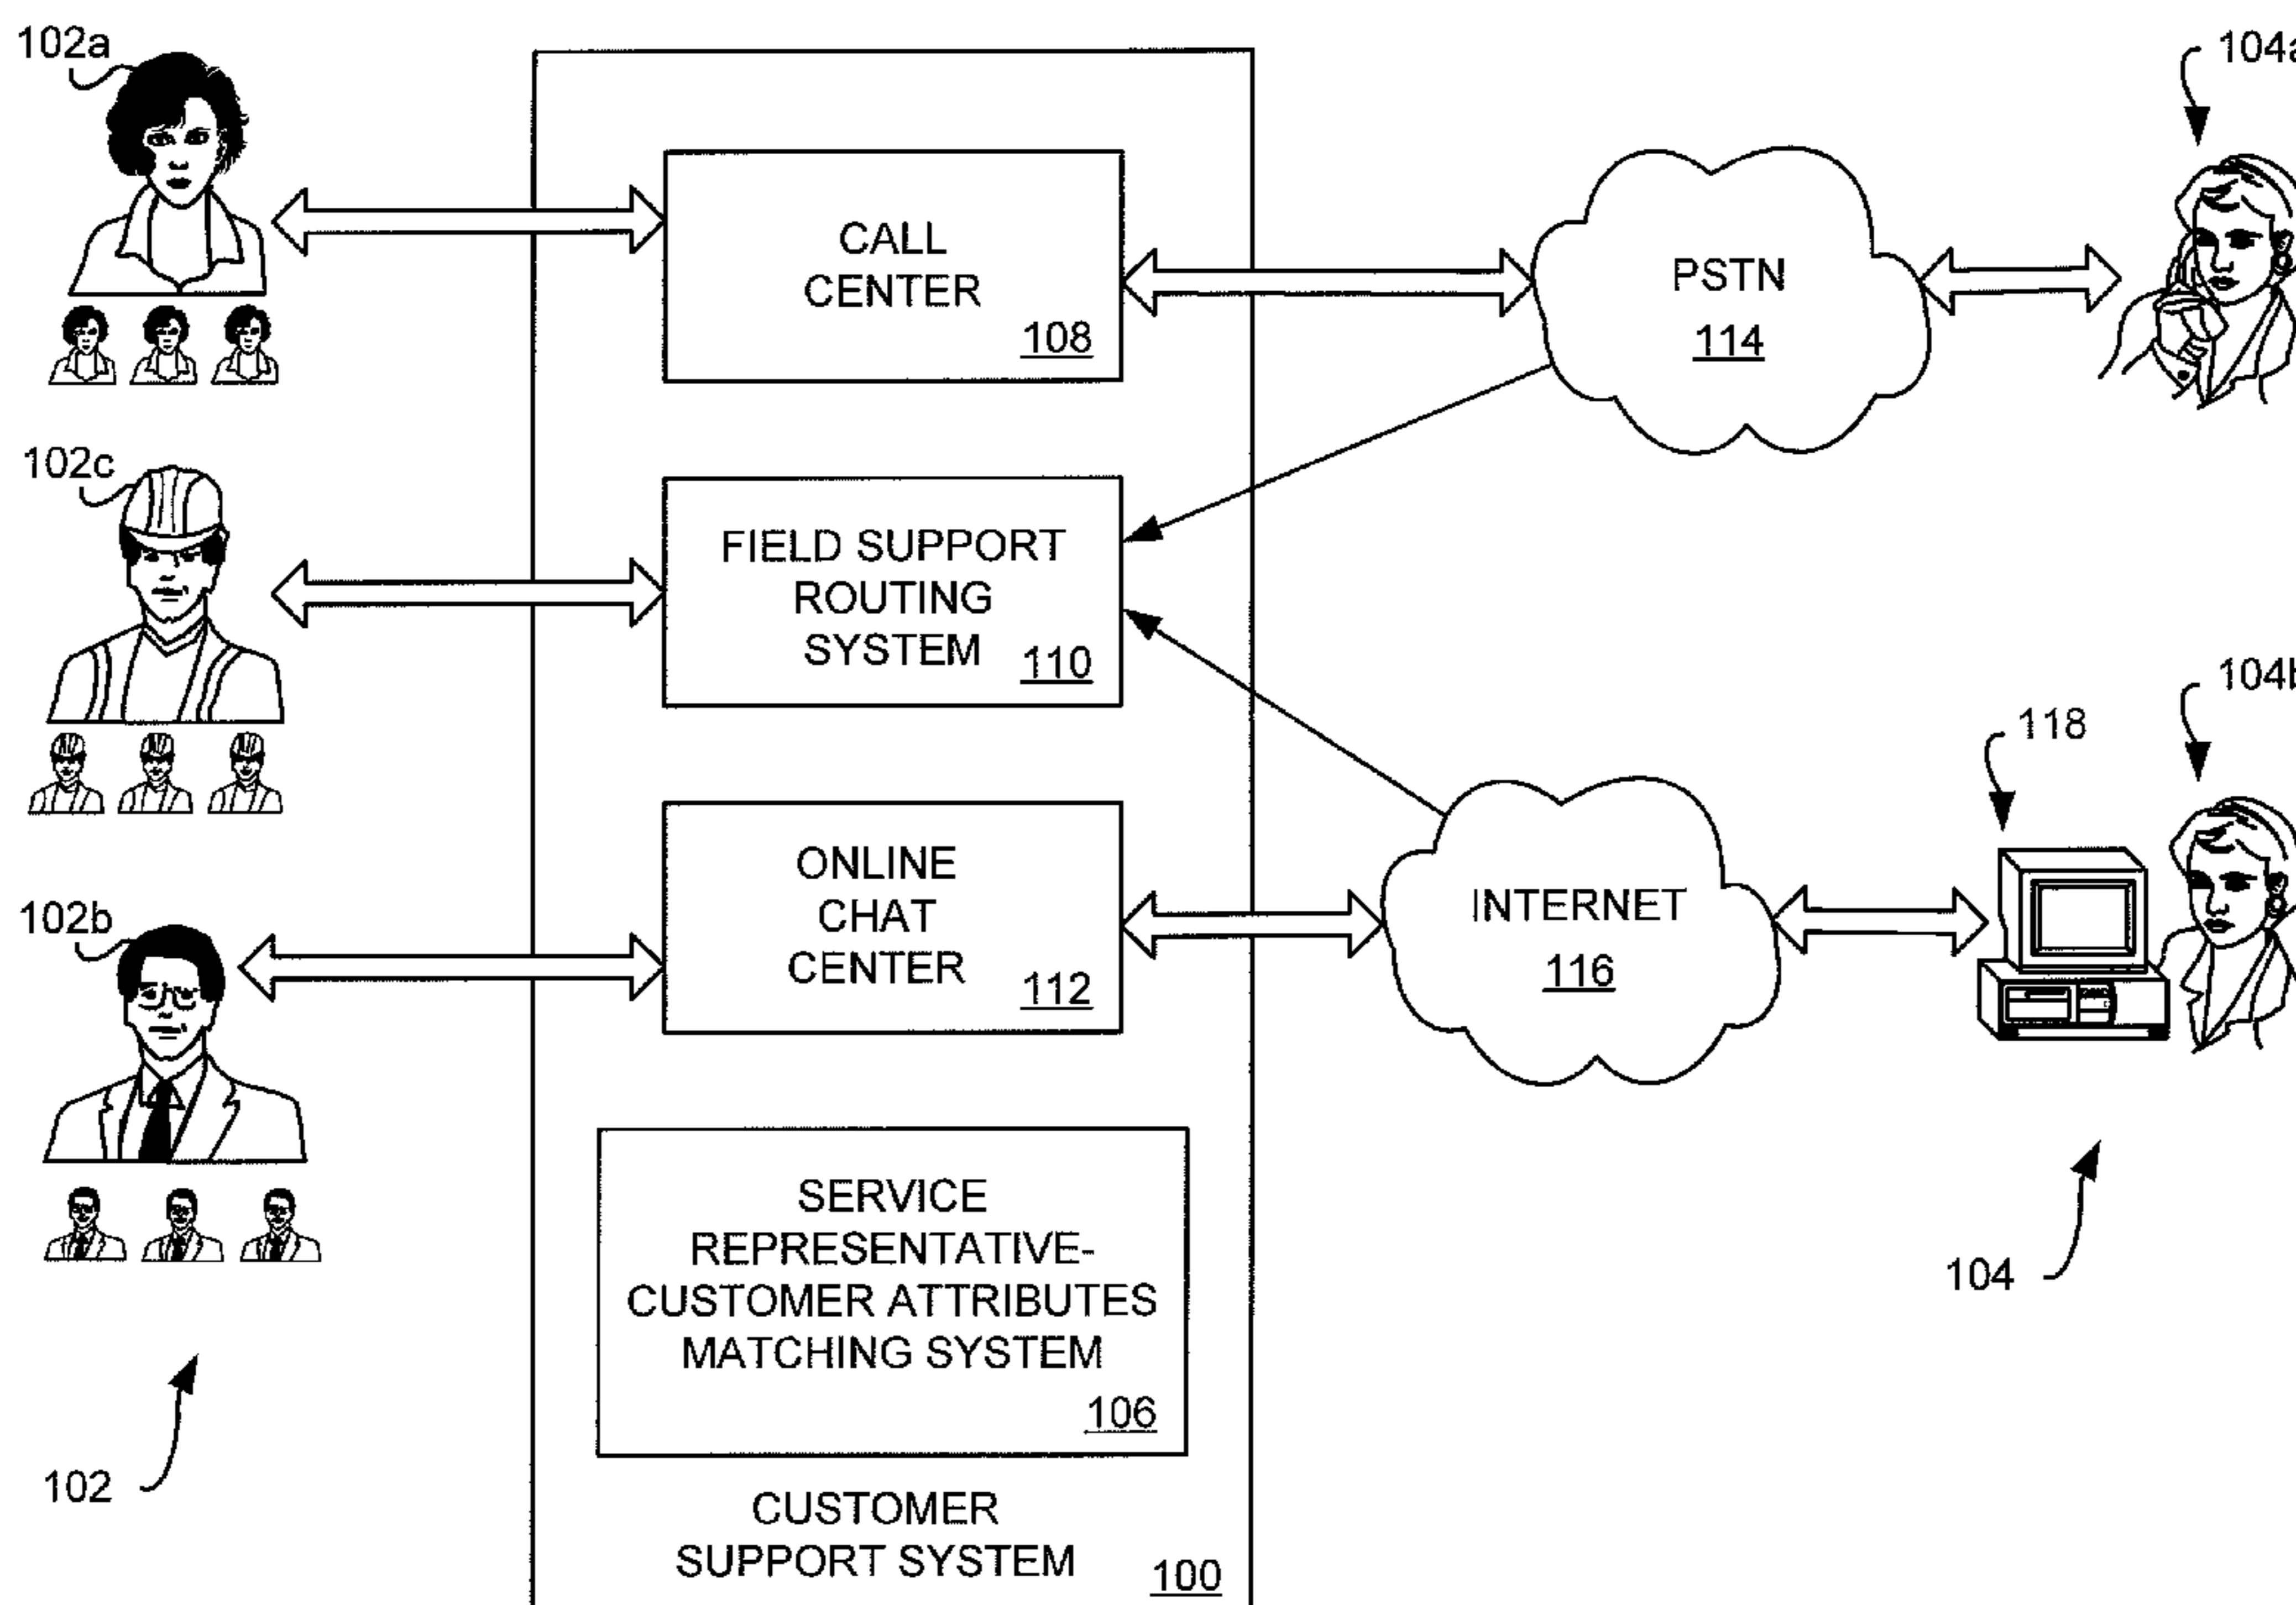 102a
104a
CALL
CENTER
108
PSTN
114
102c
FIELD SUPPORT
ROUTING
SYSTEM
110
104b
118
102b
ONLINE
CHAT
CENTER
112
INTERNET
116
SERVICE
REPRESENTATIVE-
CUSTOMER ATTRIBUTES
MATCHING SYSTEM
106
104
102
CUSTOMER
SUPPORT SYSTEM
100